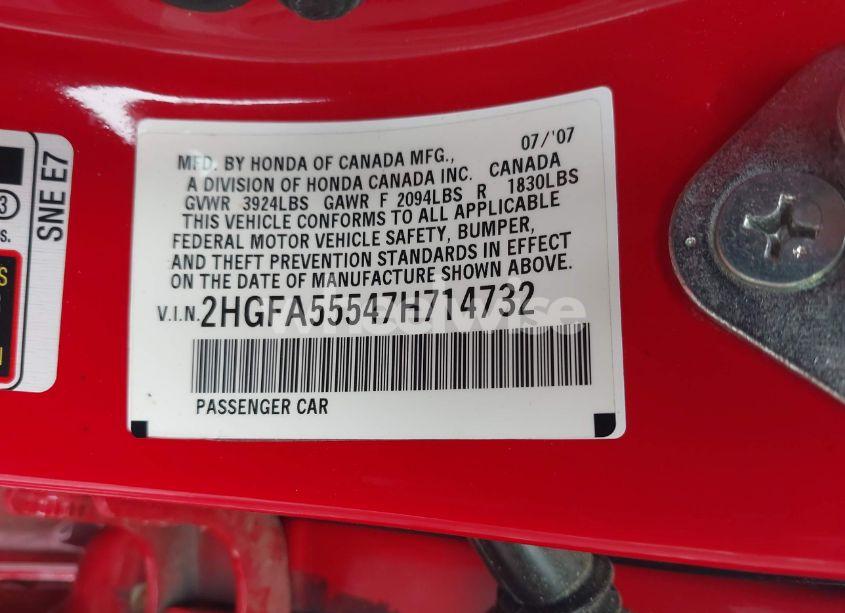 07/'07
MFD. BY HONDA OF CANADA MFG.,
A DIVISION OF HONDA CANADA INC. CANADA
GVWR 3924LBS GAWR F 2094LBS R 1830LBS
THIS VEHICLE CONFORMS TO ALL APPLICABLE
FEDERAL MOTOR VEHICLE SAFETY, BUMPER,
AND THEFT PREVENTION STANDARDS IN EFFECT
ON THE DATE OF MANUFACTURE SHOWN ABOVE.
V.I.N. 2HGFA55547H714732
PASSENGER CAR
SNE E7
3
S.
S